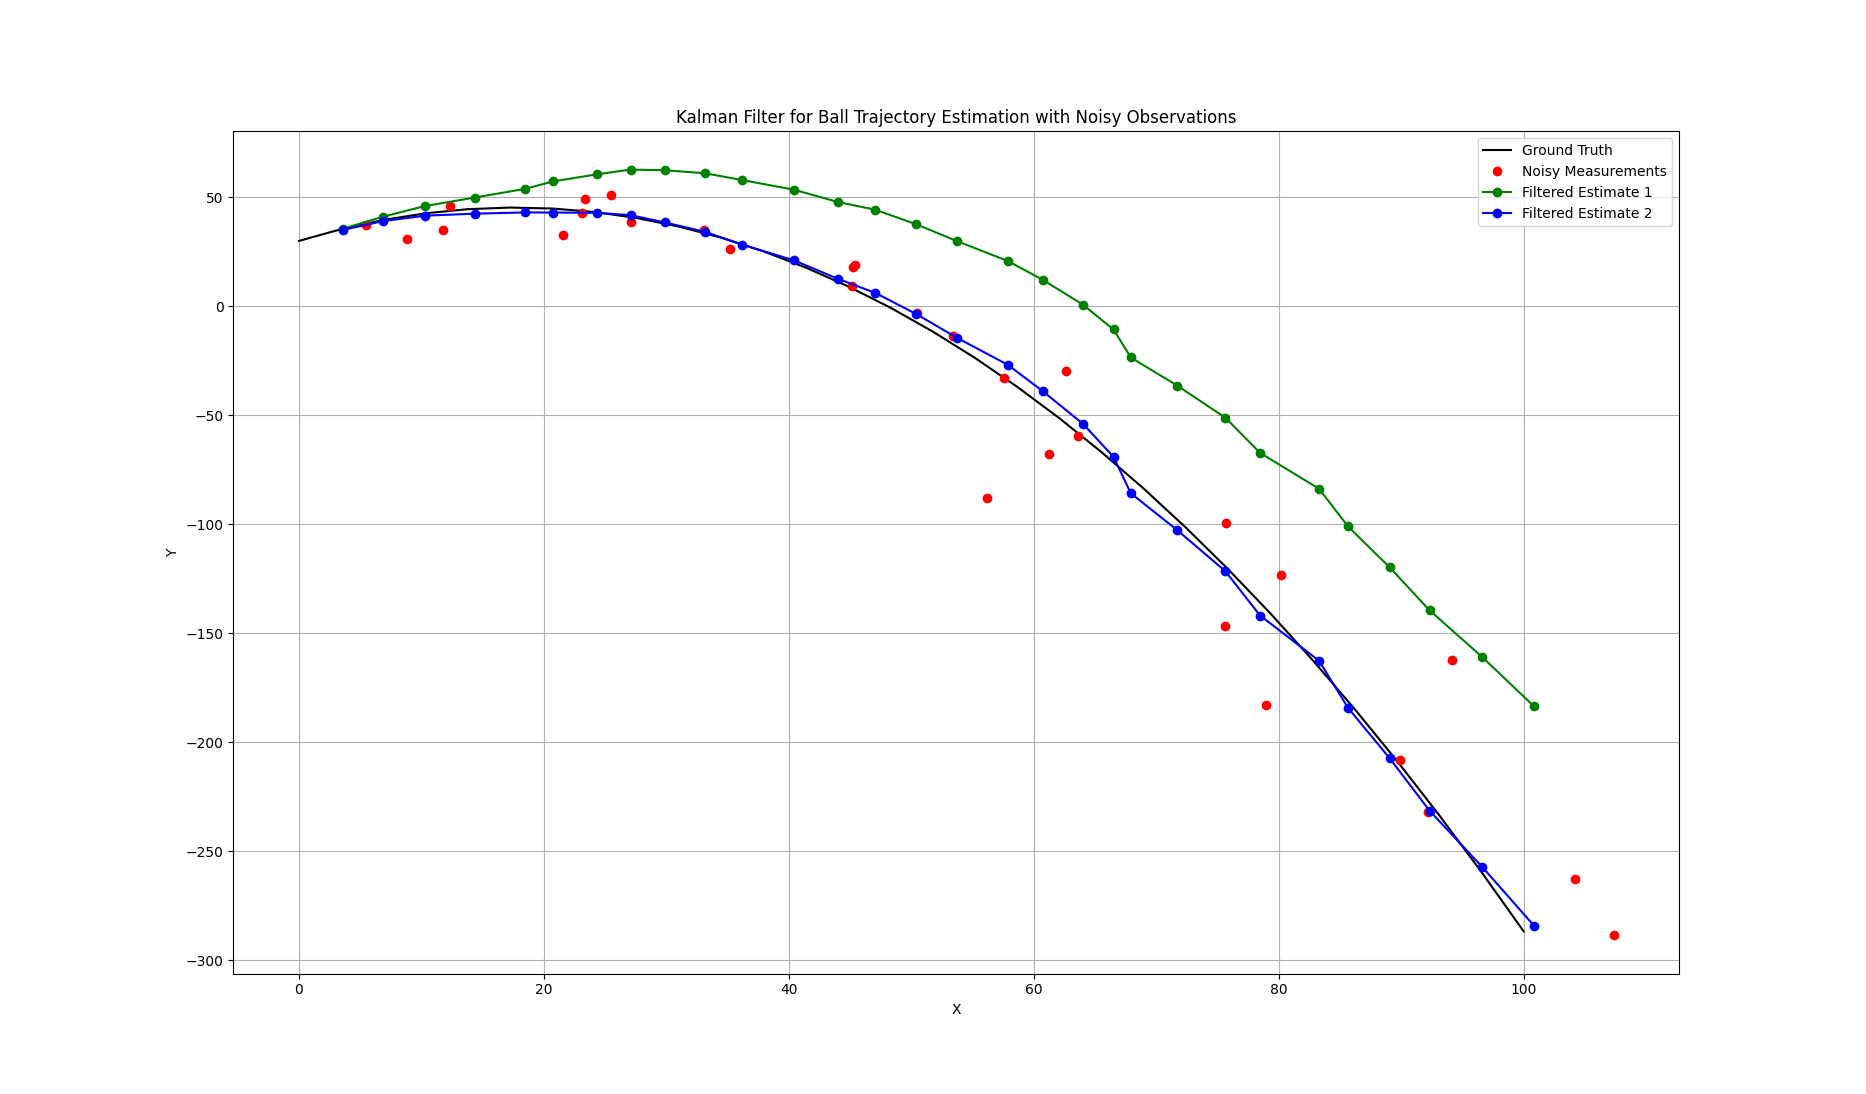 Kalman Filter for Ball Trajectory Estimation with Noisy Observations
Ground Truth
Noisy Measurements
Filtered Estimate 1
Filtered Estimate 2
50
0
−50
−100
−150
−200
−250
−300
Y
0 20 40 60 80 100
X